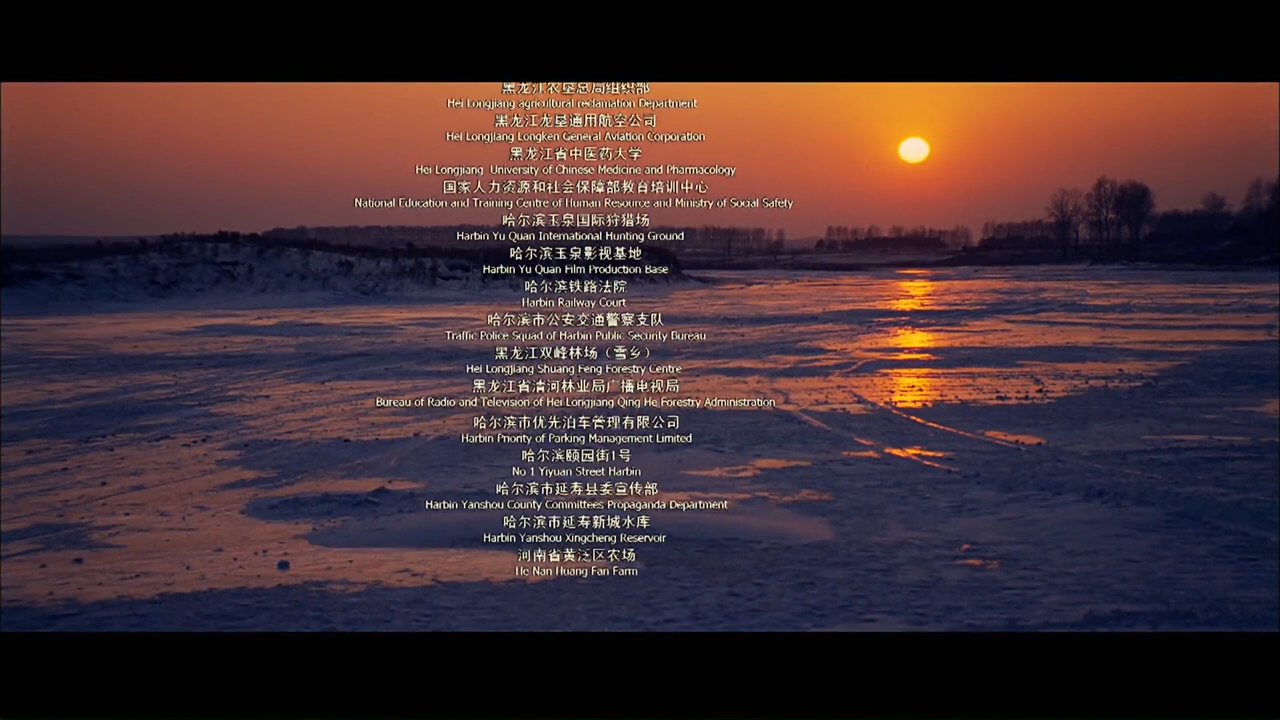 黑龙江农垦总局组织部
Hei Longjiang agricultural reclamation Department
黑龙江龙垦通用航空公司
Hei Longjiang Longken General Aviation Corporation
黑龙江省中医药大学
Hei Longjiang University of Chinese Medicine and Pharmacology
国家人力资源和社会保障部教育培训中心
National Education and Training Centre of Human Resource and Ministry of Social Safety
哈尔滨玉泉国际狩猎场
Harbin Yu Quan International Hunting Ground
哈尔滨玉泉影视基地
Harbin Yu Quan Film Production Base
哈尔滨铁路法院
Harbin Railway Court
哈尔滨市公安交通警察支队
Traffic Police Squad of Harbin Public Security Bureau
黑龙江双峰林场（雪乡）
Hei Longjiang Shuang Feng Forestry Centre
黑龙江省清河林业局广播电视局
Bureau of Radio and Television of Hei Longjiang Qing He Forestry Administration
哈尔滨市优先泊车管理有限公司
Harbin Priority of Parking Management Limited
哈尔滨颐园街1号
No 1 Yiyuan Street Harbin
哈尔滨市延寿县委宣传部
Harbin Yanshou County Committees Propaganda Department
哈尔滨市延寿新城水库
Harbin Yanshou Xingcheng Reservoir
河南省黄泛区农场
He Nan Huang Fan Farm